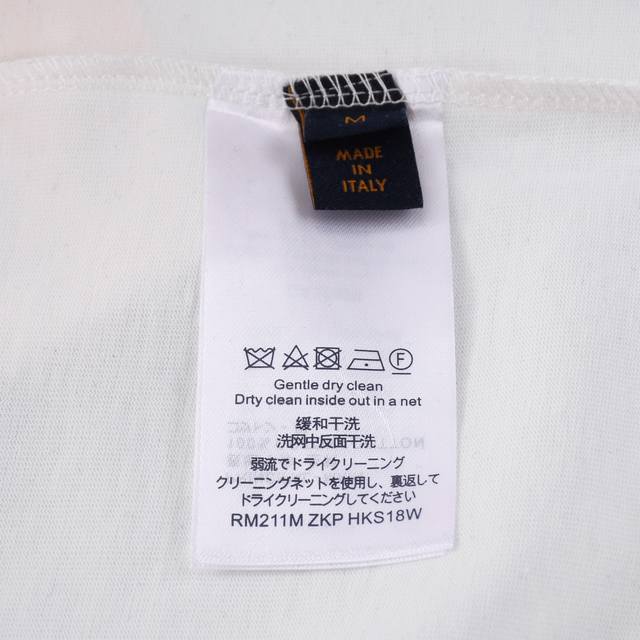 M
MADE
IN
ITALY
F
Gentle dry clean
Drty clean inside out in a net
缓和干洗
洗网中反面干洗
弱流でドライクリーニング
クリーニングネットを使用し、裏返して
ドライクリーニングしてください
RM211M ZKP HKS18W